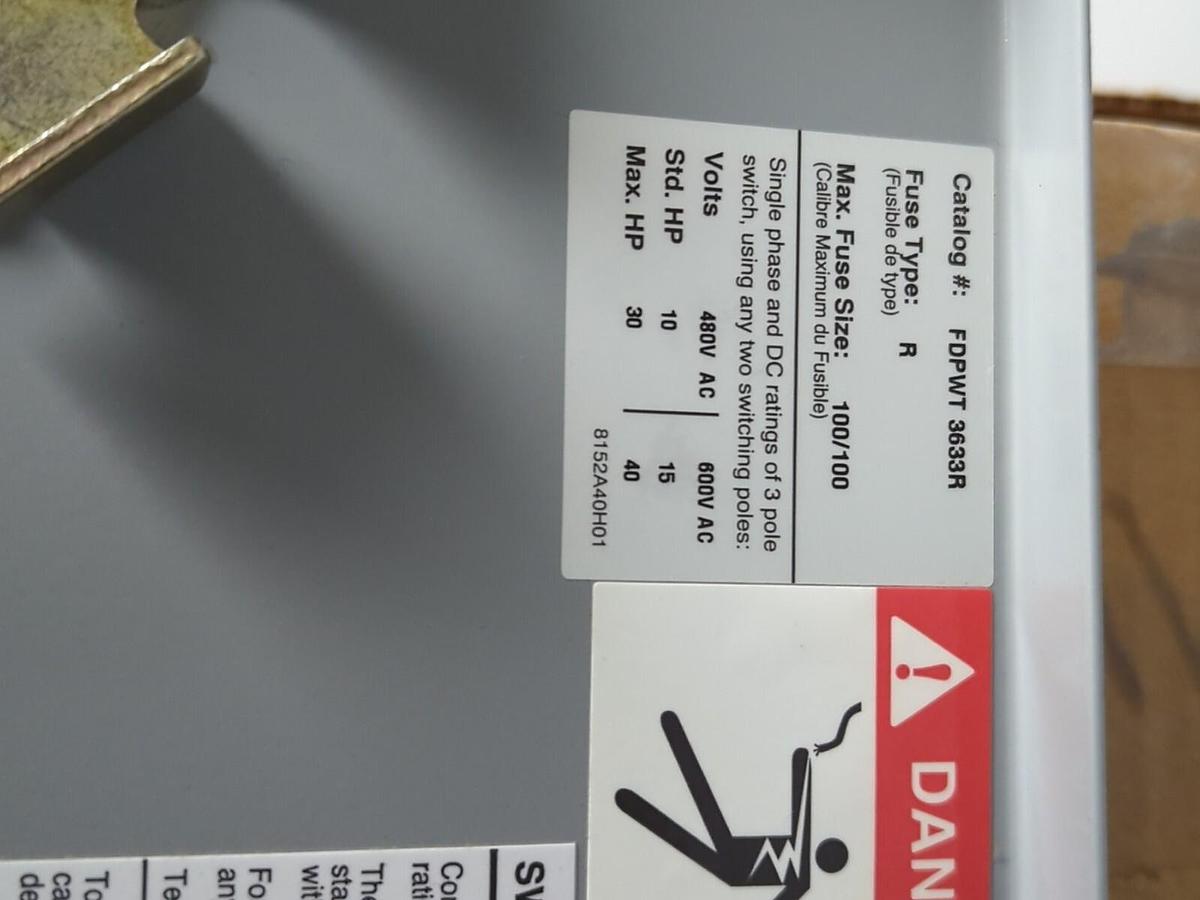 Catalog #: FDPWT 3633R
Fuse Type: R
(Fusible de type)
Max. Fuse Size: 100/100
(Calibre Maximum du Fusible)
Single phase and DC ratings of 3 pole
switch, using any two switching poles:
Volts 480V AC 600V AC
Std. HP 10 15
Max. HP 30 40
8152A40H01
DAN